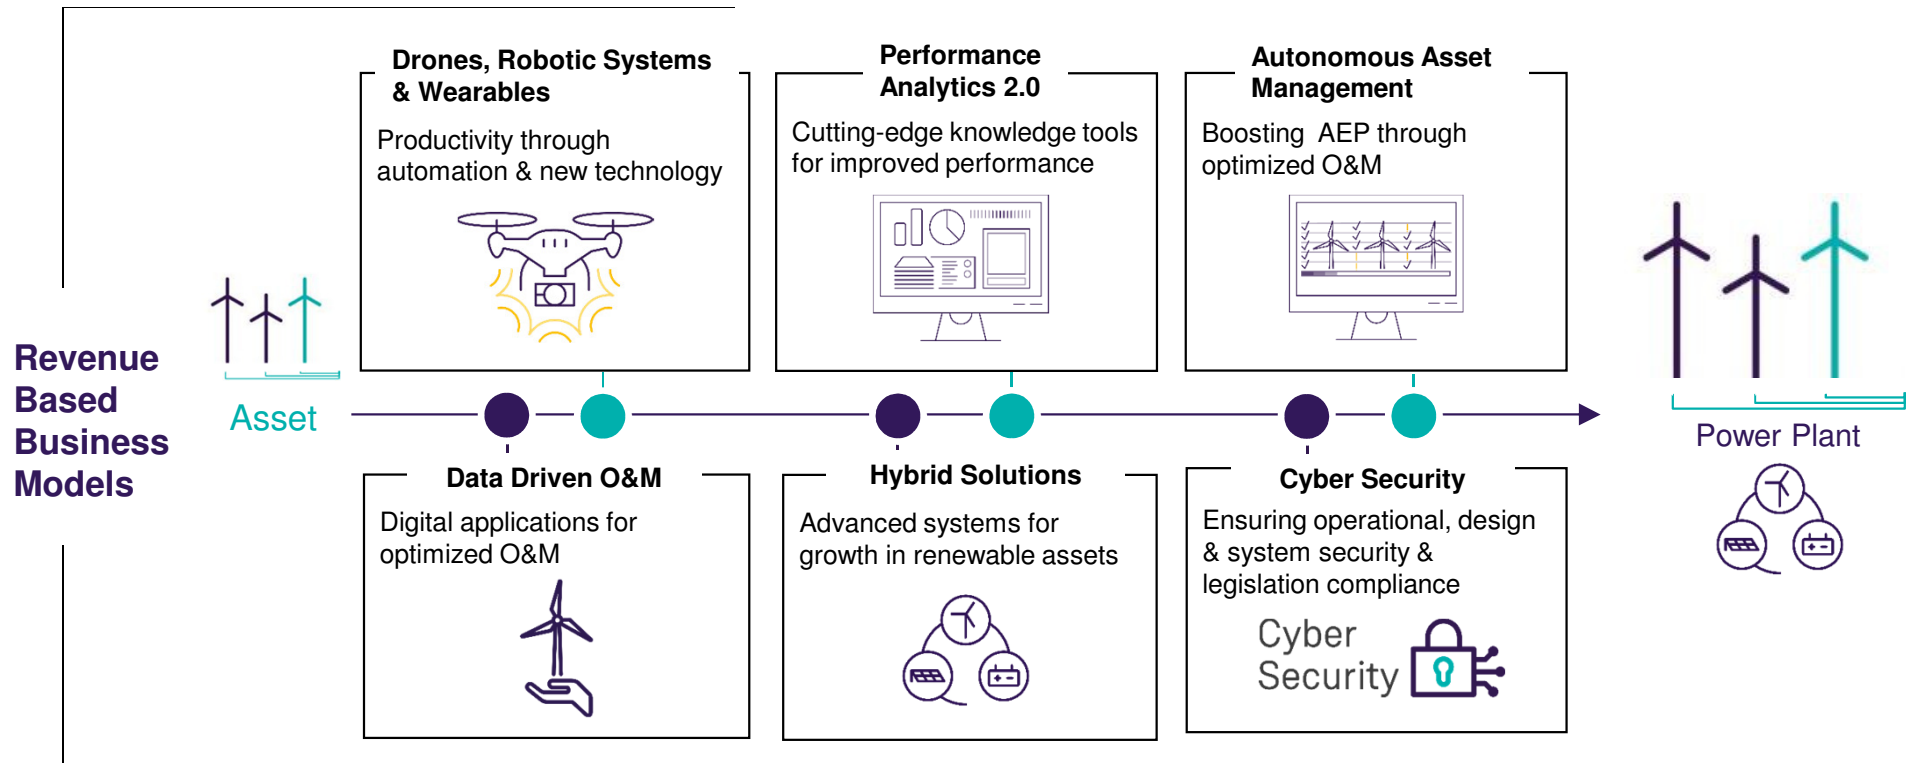 Revenue
Based
Business
Models
Asset
Drones, Robotic Systems
& Wearables
Productivity through
automation & new technology
Performance
Analytics 2.0
Cutting-edge knowledge tools
for improved performance
Autonomous Asset
Management
Boosting AEP through
optimized O&M
Data Driven O&M
Digital applications for
optimized O&M
Hybrid Solutions
Advanced systems for
growth in renewable assets
Cyber Security
Ensuring operational, design
& system security &
legislation compliance
Cyber
Security
Power Plant